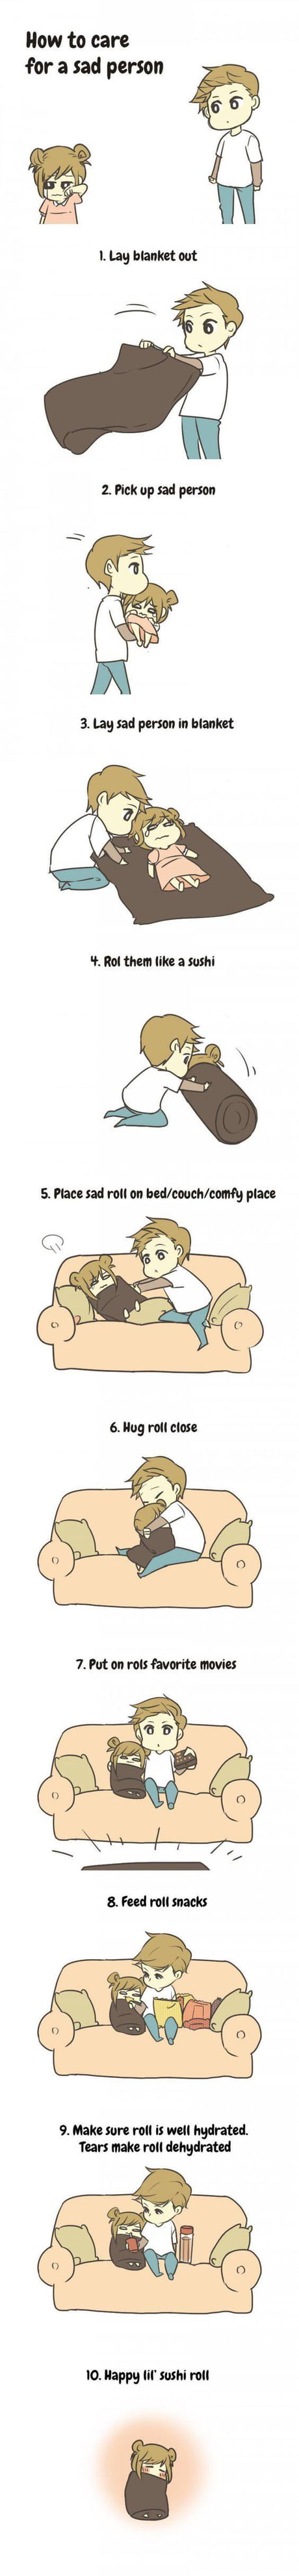 How to care
for a sad person
1. Lay blanket out
2. Pick up sad person
3. Lay sad person in blanket
4. Rol them like a sushi
5. Place sad roll on bed/couch/comfy place
6. Hug roll close
7. Put on rols favorite movies
8. Feed roll snacks
9. Make sure roll is well hydrated.
Tears make roll dehydrated
10. Happy lil' sushi roll